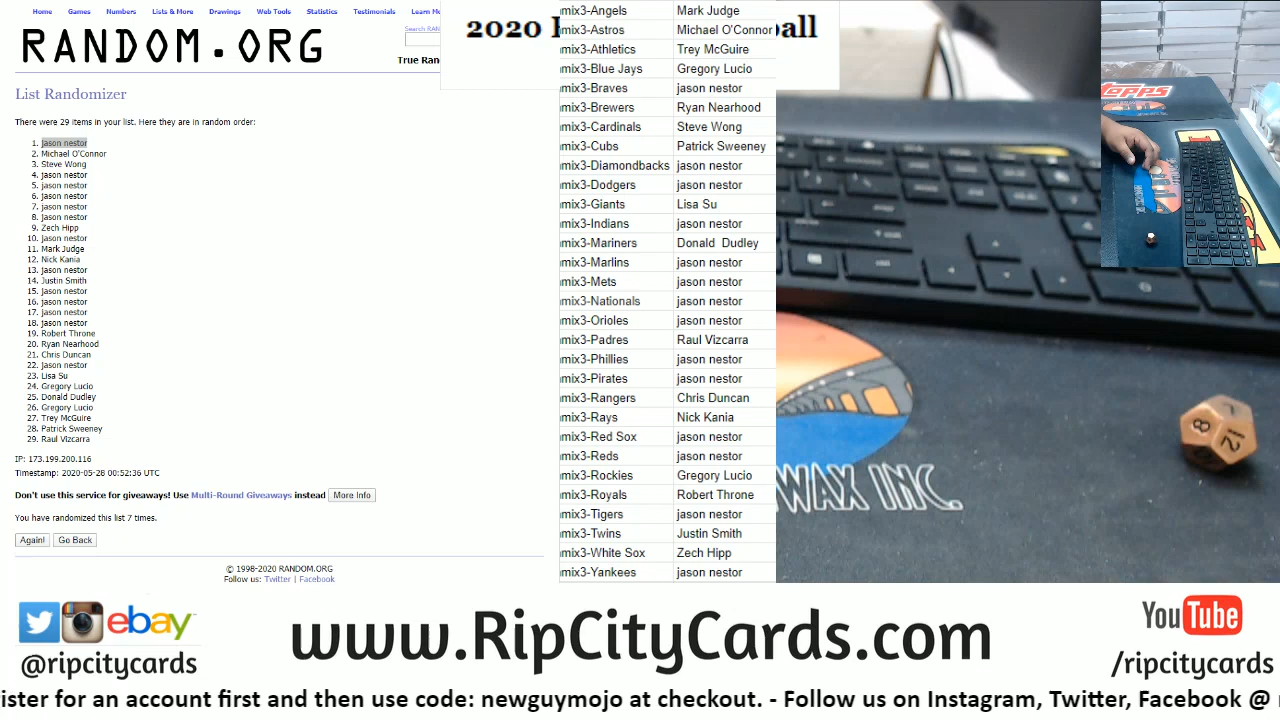 Home Games Numbers Lists & More Drawings Web Tools Statistics Testimonials Learn Mo
RANDOM.ORG
Search RAN
True Ran
List Randomizer
There were 29 items in your list. Here they are in random order:
1. Jason nestor
2. Michael O'Connor
3. Steve Wong
4. jason nestor
5. jason nestor
6. jason nestor
7. jason nestor
8. jason nestor
9. Zech Hipp
10. jason nestor
11. Mark Judge
12. Nick Kania
13. jason nestor
14. Justin Smith
15. jason nestor
16. jason nestor
17. jason nestor
18. jason nestor
19. Robert Throne
20. Ryan Nearhood
21. Chris Duncan
22. jason nestor
23. Lisa Su
24. Gregory Lucio
25. Donald Dudley
26. Gregory Lucio
27. Trey McGuire
28. Patrick Sweeney
29. Raul Vizcarra
IP: 173.199.200.116
Timestamp: 2020-05-28 00:52:36 UTC
Don't use this service for giveaways! Use Multi-Round Giveaways instead More Info
You have randomized this list 7 times.
Again! Go Back
© 1998-2020 RANDOM.ORG
Follow us: Twitter | Facebook
2020
all
mix3-Angels Mark Judge
mix3-Astros Michael O'Connor
mix3-Athletics Trey McGuire
mix3-Blue Jays Gregory Lucio
mix3-Braves jason nestor
mix3-Brewers Ryan Nearhood
mix3-Cardinals Steve Wong
mix3-Cubs Patrick Sweeney
mix3-Diamondbacks jason nestor
mix3-Dodgers jason nestor
mix3-Giants Lisa Su
mix3-Indians jason nestor
mix3-Mariners Donald Dudley
mix3-Marlins jason nestor
mix3-Mets jason nestor
mix3-Nationals jason nestor
mix3-Orioles jason nestor
mix3-Padres Raul Vizcarra
mix3-Phillies jason nestor
mix3-Pirates jason nestor
mix3-Rangers Chris Duncan
mix3-Rays Nick Kania
mix3-Red Sox jason nestor
mix3-Reds jason nestor
mix3-Rockies Gregory Lucio
mix3-Royals Robert Throne
mix3-Tigers jason nestor
mix3-Twins Justin Smith
mix3-White Sox Zech Hipp
mix3-Yankees jason nestor
topps
WAX INC.
8
12
ebay
@ripcitycards
www.RipCityCards.com
YouTube
/ripcitycards
ister for an account first and then use code: newguymojo at checkout. - Follow us on Instagram, Twitter, Facebook @